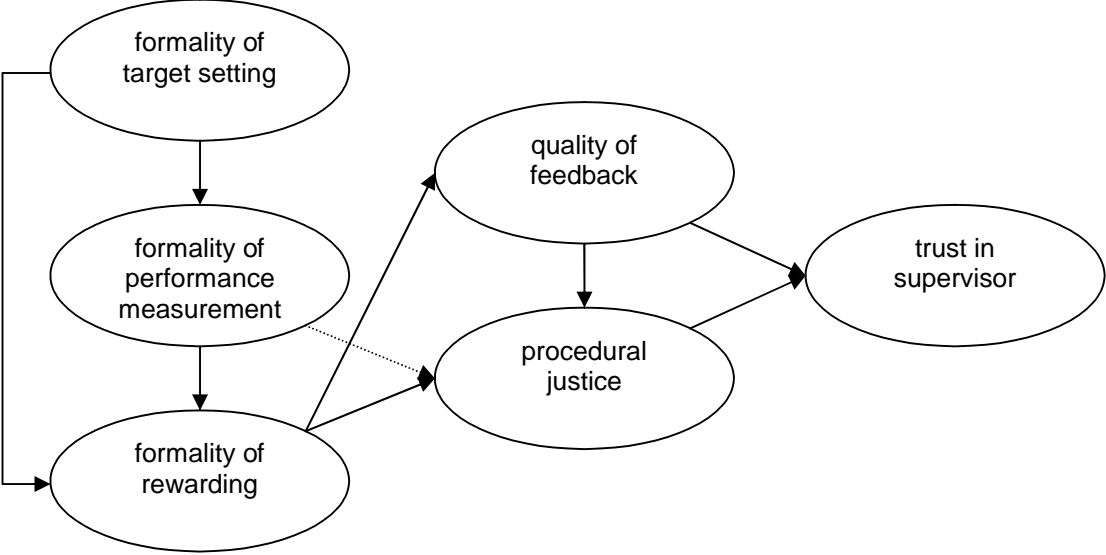 formality of
target setting
formality of
performance
measurement
formality of
rewarding
quality of
feedback
procedural
justice
trust in
supervisor